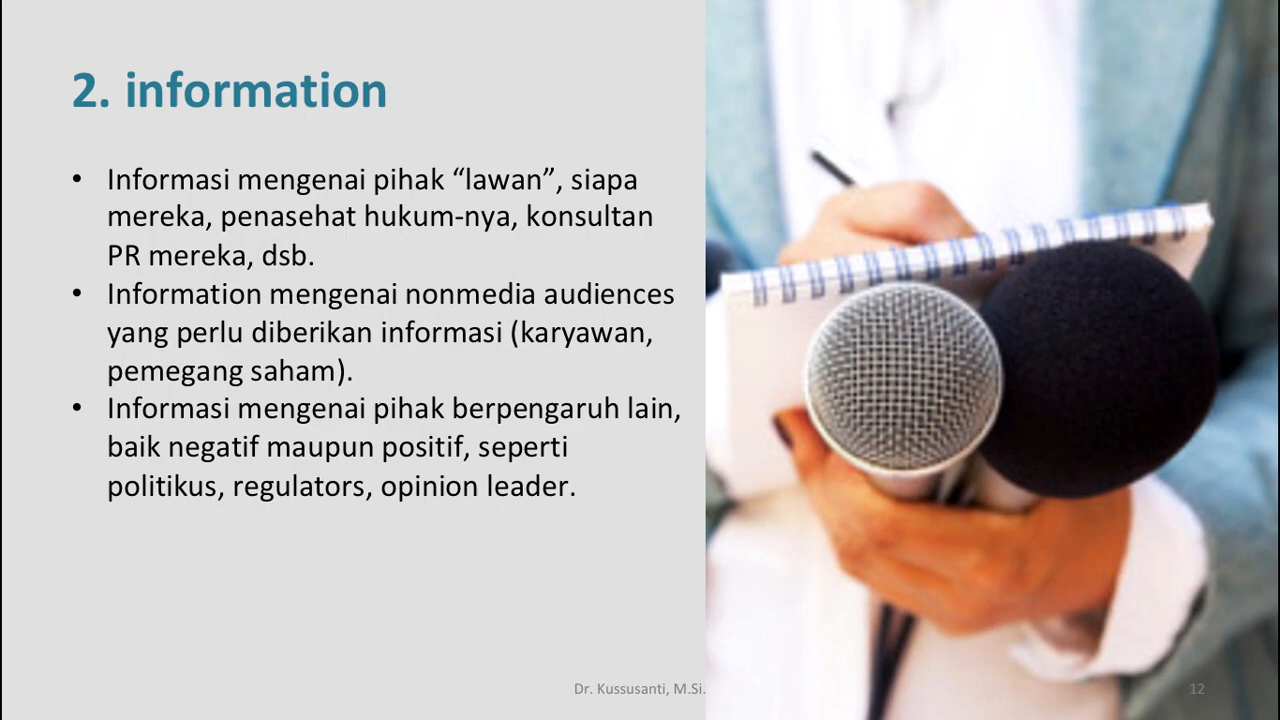 2. information
• Informasi mengenai pihak “lawan”, siapa
mereka, penasehat hukum-nya, konsultan
PR mereka, dsb.
• Information mengenai nonmedia audiences
yang perlu diberikan informasi (karyawan,
pemegang saham).
• Informasi mengenai pihak berpengaruh lain,
baik negatif maupun positif, seperti
politikus, regulators, opinion leader.
Dr. Kussusanti, M.Si.
12